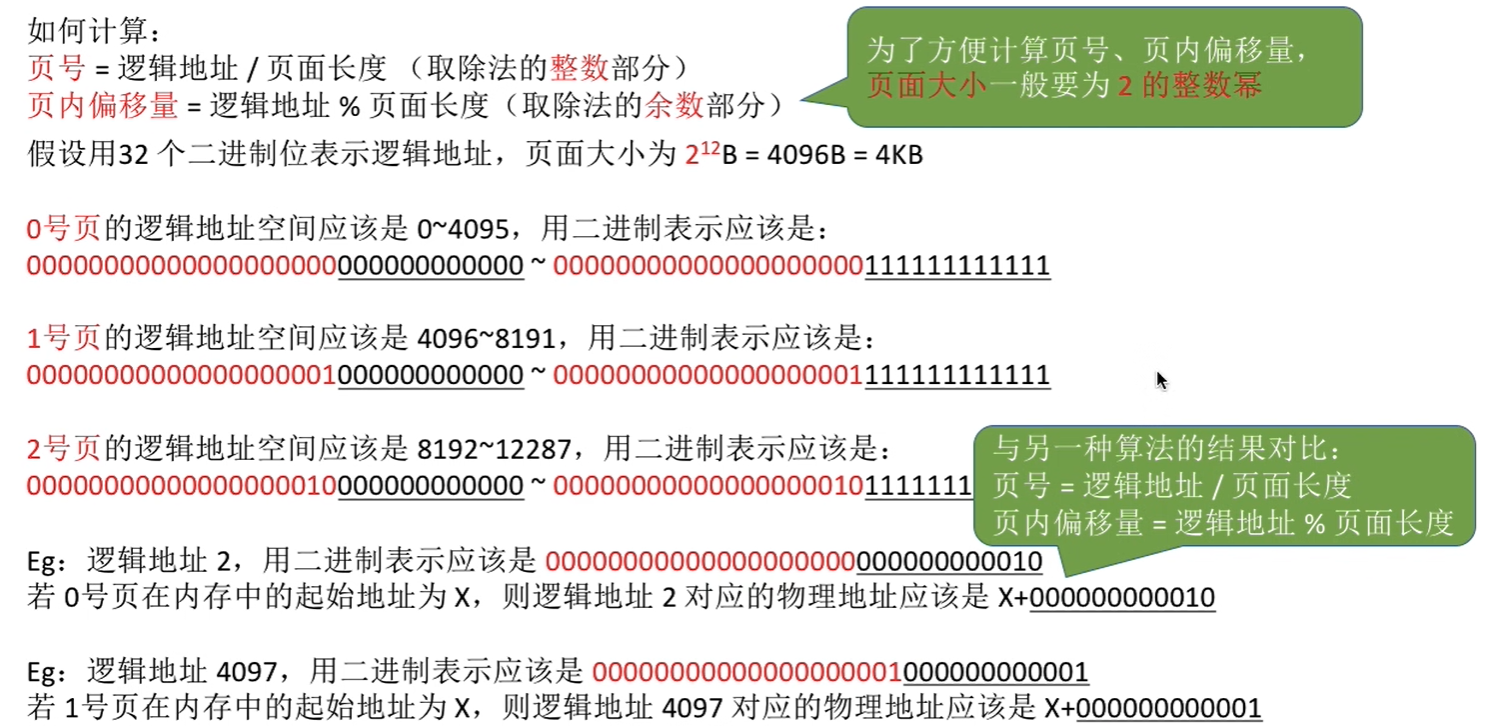 如何计算：
页号 = 逻辑地址 / 页面长度 （取除法的整数部分）
页内偏移量 = 逻辑地址 % 页面长度（取除法的余数部分）
为了方便计算页号、页内偏移量，
页面大小一般要为 2 的整数幂
假设用32 个二进制位表示逻辑地址，页面大小为 2¹²B = 4096B = 4KB
0号页的逻辑地址空间应该是 0~4095，用二进制表示应该是：
00000000000000000000000000000000 ~ 00000000000000000000111111111111
1号页的逻辑地址空间应该是 4096~8191，用二进制表示应该是：
00000000000000000001000000000000 ~ 00000000000000000001111111111111
2号页的逻辑地址空间应该是 8192~12287，用二进制表示应该是：
00000000000000000010000000000000 ~ 000000000000000000101111111
与另一种算法的结果对比：
页号 = 逻辑地址 / 页面长度
页内偏移量 = 逻辑地址 % 页面长度
Eg：逻辑地址 2，用二进制表示应该是 00000000000000000000000000000010
若 0号页在内存中的起始地址为 X，则逻辑地址 2 对应的物理地址应该是 X+000000000010
Eg：逻辑地址 4097，用二进制表示应该是 00000000000000000001000000000001
若 1号页在内存中的起始地址为 X，则逻辑地址 4097 对应的物理地址应该是 X+000000000001